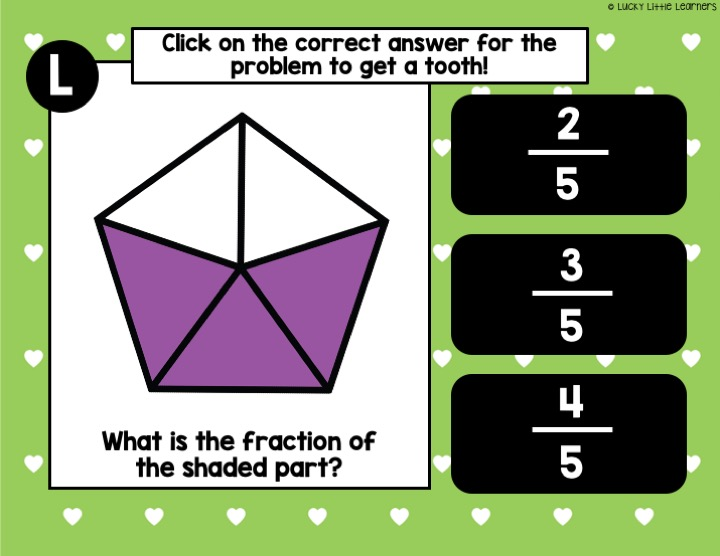 © Lucky Little Learners
Click on the correct answer for the
problem to get a tooth!
L
What is the fraction of
the shaded part?
2
5
3
5
4
5